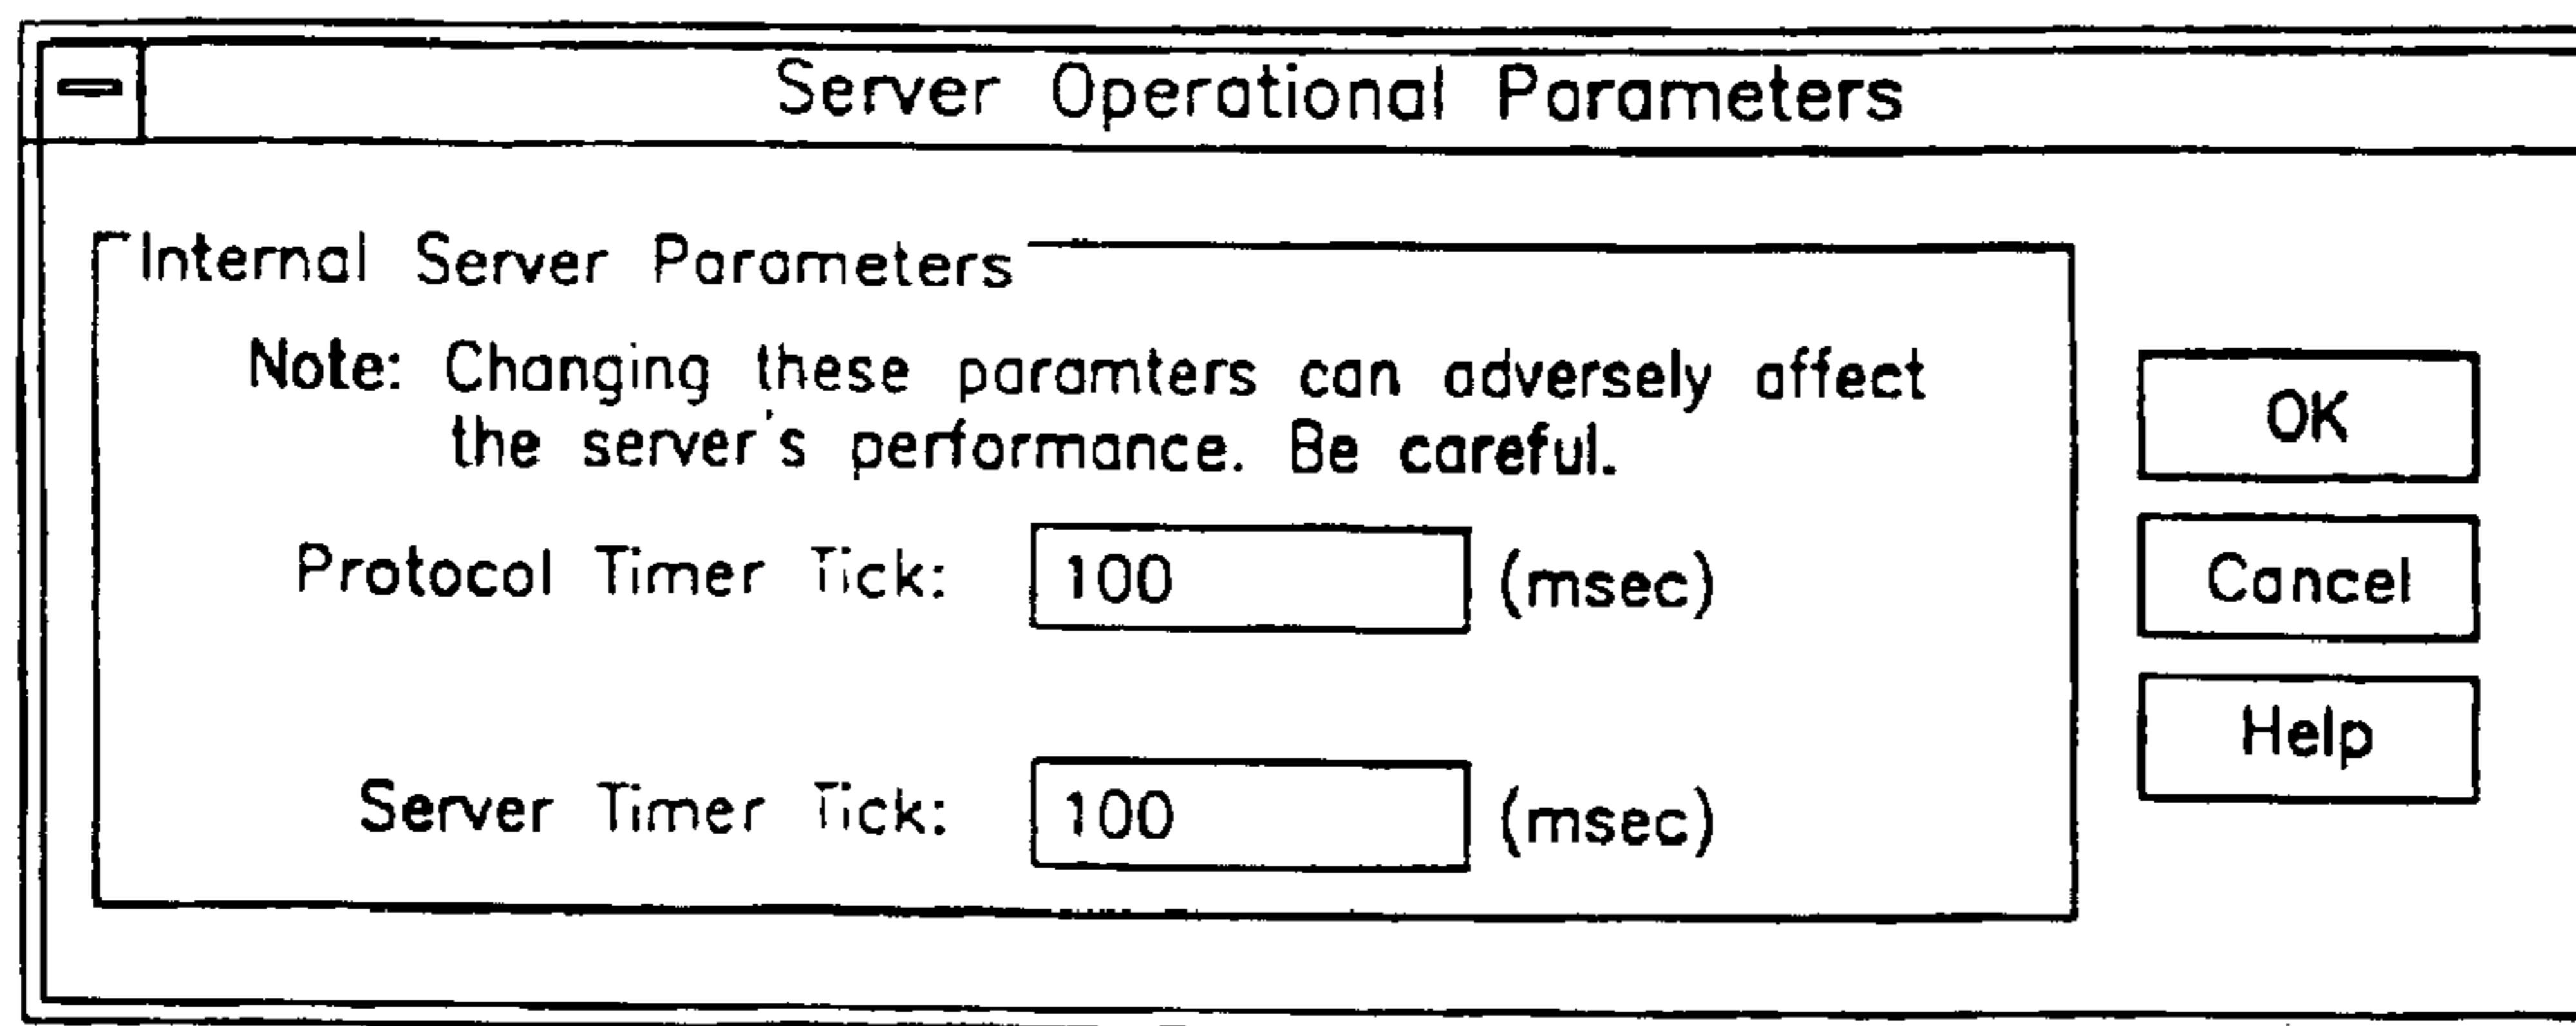 Server Operational Parameters
Internal Server Parameters
Note: Changing these paramters can adversely affect
the server's performance. Be careful.
Protocol Timer Tick: 100 (msec)
Server Timer Tick: 100 (msec)
OK
Cancel
Help